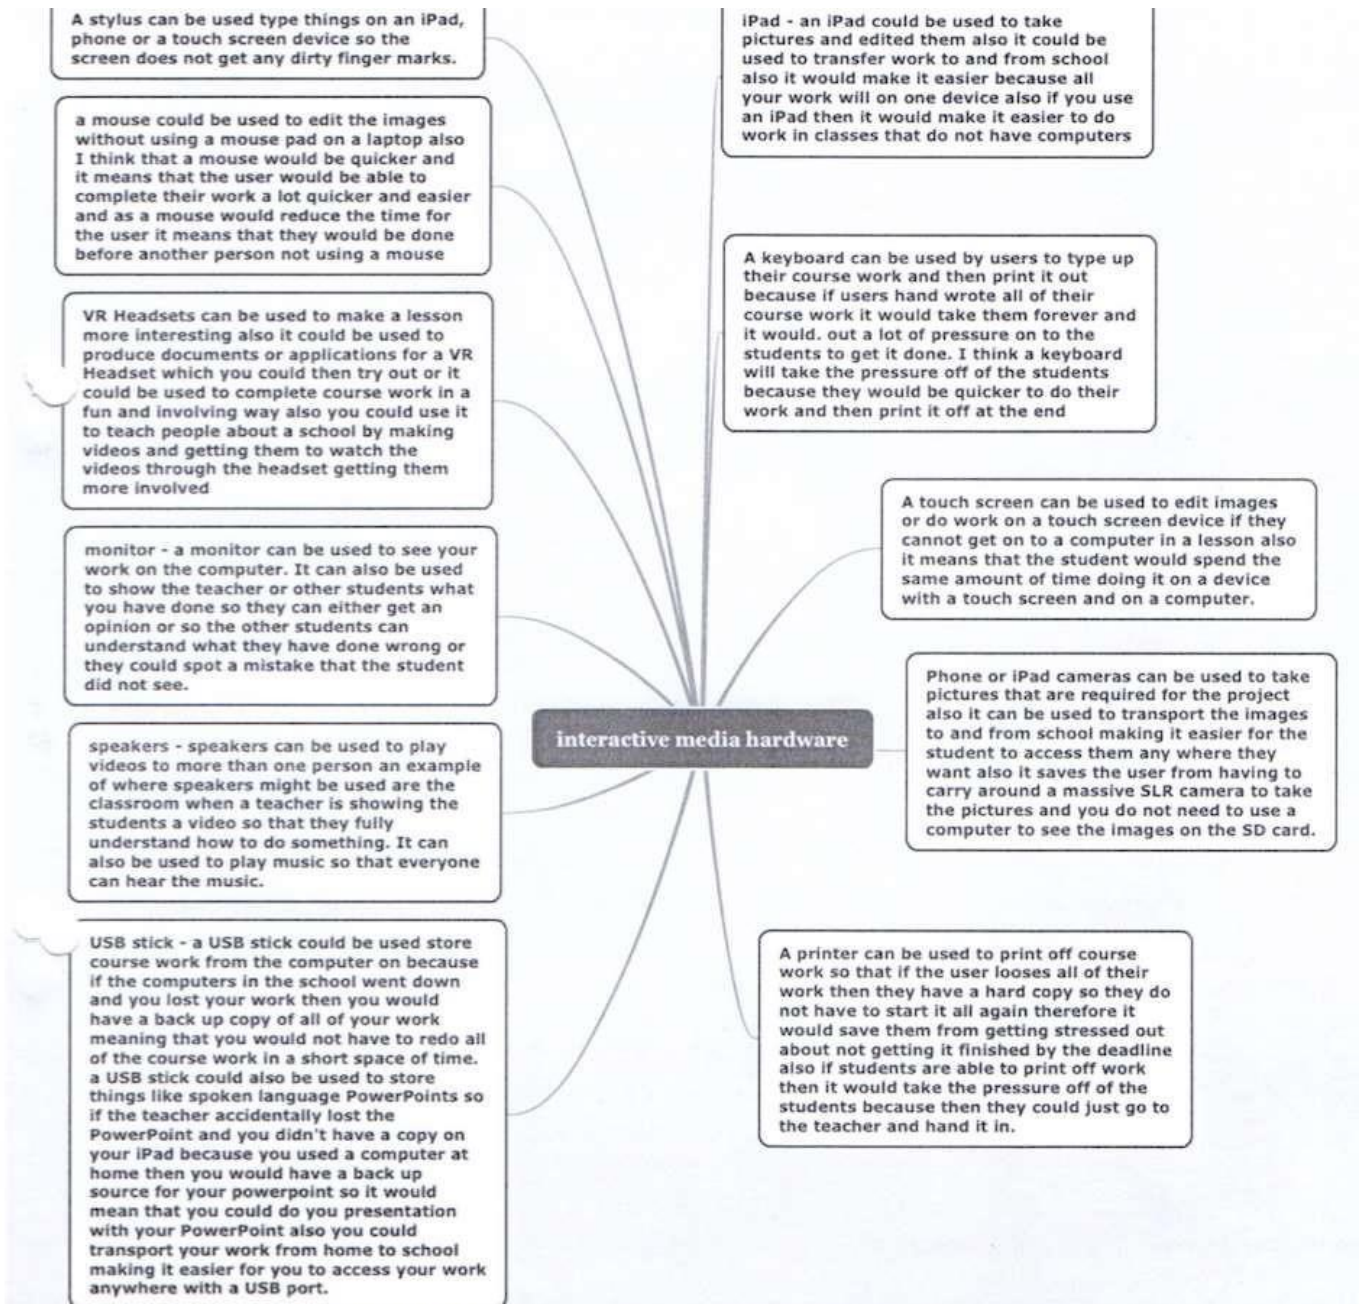 A stylus can be used type things on an iPad,
phone or a touch screen device so the
screen does not get any dirty finger marks.
a mouse could be used to edit the images
without using a mouse pad on a laptop also
I think that a mouse would be quicker and
it means that the user would be able to
complete their work a lot quicker and easier
and as a mouse would reduce the time for
the user it means that they would be done
before another person not using a mouse
VR Headsets can be used to make a lesson
more interesting also it could be used to
produce documents or applications for a VR
Headset which you could then try out or it
could be used to complete course work in a
fun and involving way also you could use it
to teach people about a school by making
videos and getting them to watch the
videos through the headset getting them
more involved
monitor - a monitor can be used to see your
work on the computer. It can also be used
to show the teacher or other students what
you have done so they can either get an
opinion or so the other students can
understand what they have done wrong or
they could spot a mistake that the student
did not see.
speakers - speakers can be used to play
videos to more than one person an example
of where speakers might be used are the
classroom when a teacher is showing the
students a video so that they fully
understand how to do something. It can
also be used to play music so that everyone
can hear the music.
USB stick - a USB stick could be used store
course work from the computer on because
if the computers in the school went down
and you lost your work then you would
have a back up copy of all of your work
meaning that you would not have to redo all
of the course work in a short space of time.
a USB stick could also be used to store
things like spoken language PowerPoints so
if the teacher accidentally lost the
PowerPoint and you didn't have a copy on
your iPad because you used a computer at
home then you would have a back up
source for your powerpoint so it would
mean that you could do you presentation
with your PowerPoint also you could
transport your work from home to school
making it easier for you to access your work
anywhere with a USB port.
interactive media hardware
iPad - an iPad could be used to take
pictures and edited them also it could be
used to transfer work to and from school
also it would make it easier because all
your work will on one device also if you use
an iPad then it would make it easier to do
work in classes that do not have computers
A keyboard can be used by users to type up
their course work and then print it out
because if users hand wrote all of their
course work it would take them forever and
it would. out a lot of pressure on to the
students to get it done. I think a keyboard
will take the pressure off of the students
because they would be quicker to do their
work and then print it off at the end
A touch screen can be used to edit images
or do work on a touch screen device if they
cannot get on to a computer in a lesson also
it means that the student would spend the
same amount of time doing it on a device
with a touch screen and on a computer.
Phone or iPad cameras can be used to take
pictures that are required for the project
also it can be used to transport the images
to and from school making it easier for the
student to access them any where they
want also it saves the user from having to
carry around a massive SLR camera to take
the pictures and you do not need to use a
computer to see the images on the SD card.
A printer can be used to print off course
work so that if the user looses all of their
work then they have a hard copy so they do
not have to start it all again therefore it
would save them from getting stressed out
about not getting it finished by the deadline
also if students are able to print off work
then it would take the pressure off of the
students because then they could just go to
the teacher and hand it in.